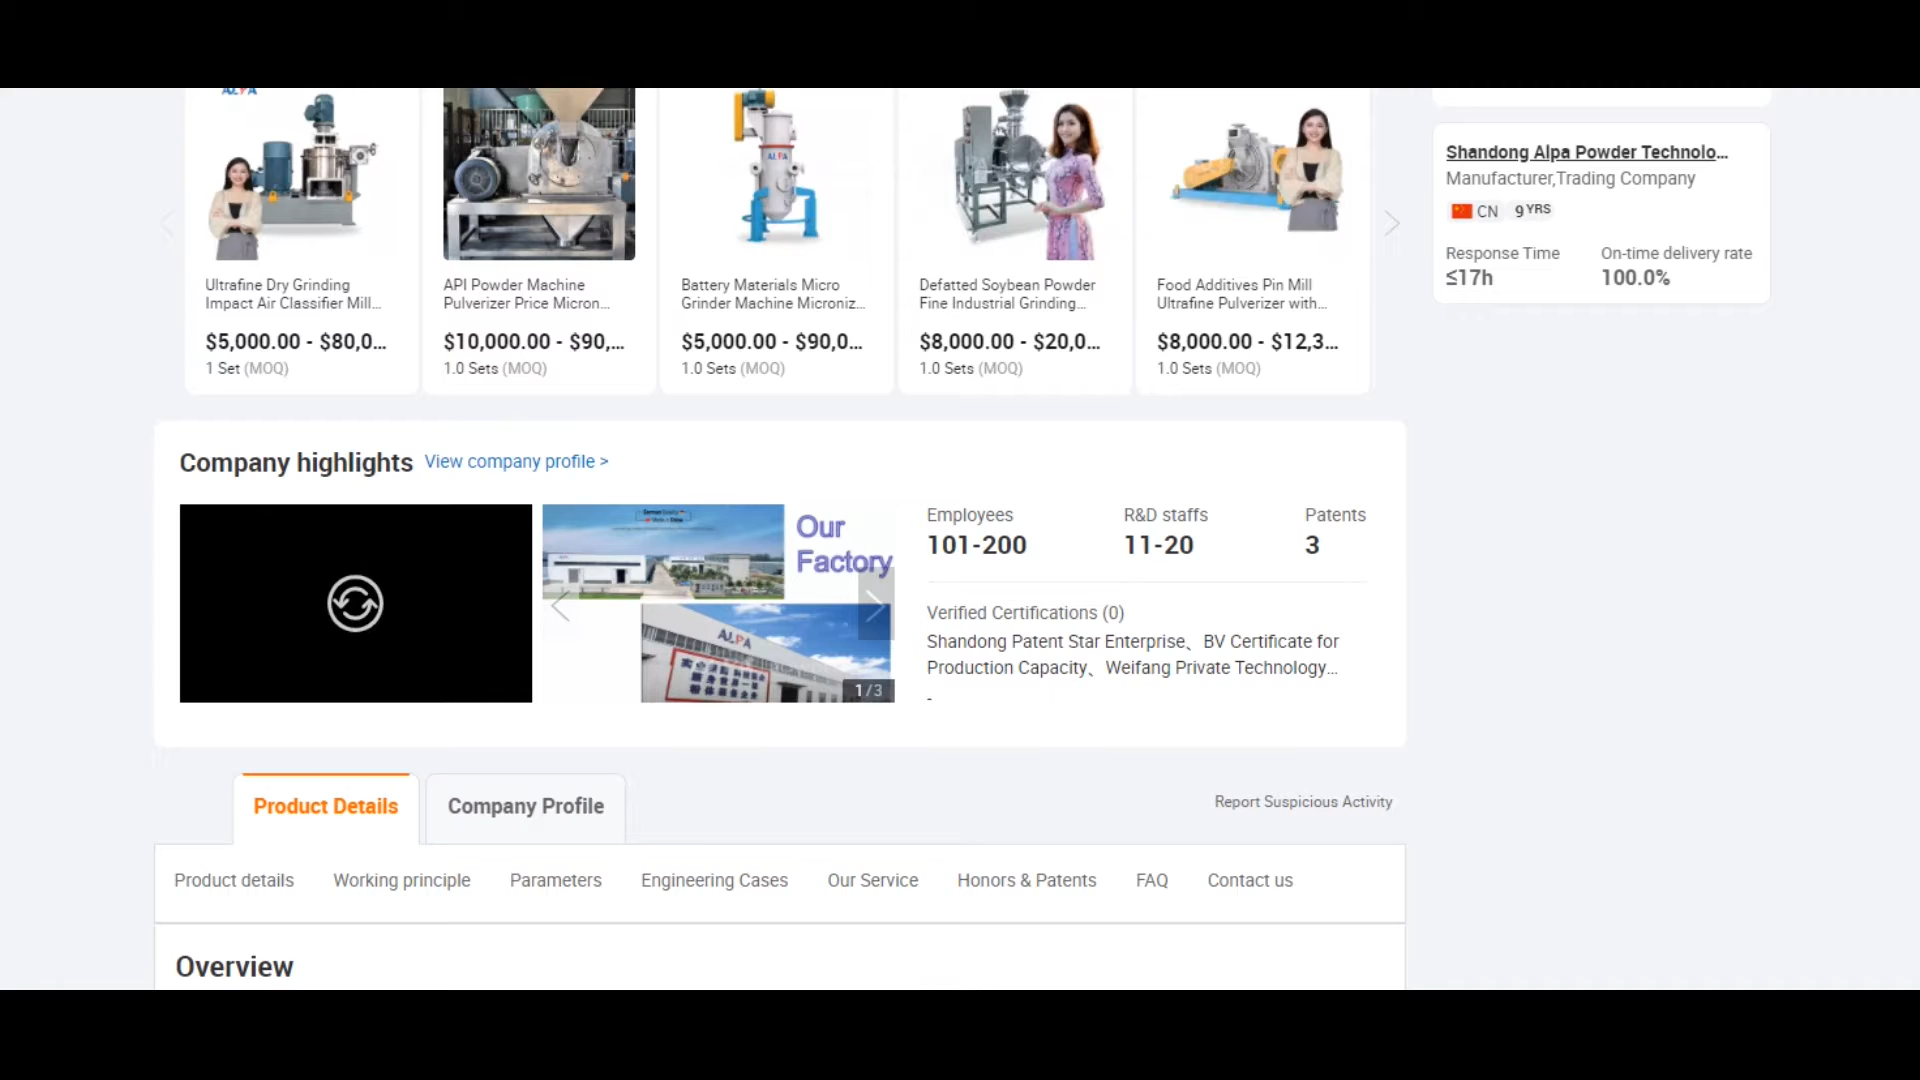 ALPA
ALPA
Shandong Alpa Powder Technolo...
Manufacturer,Trading Company
CN 9 YRS
Response Time On-time delivery rate
≤17h 100.0%
Ultrafine Dry Grinding
Impact Air Classifier Mill...
$5,000.00 - $80,0...
1 Set (MOQ)
API Powder Machine
Pulverizer Price Micron...
$10,000.00 - $90,...
1.0 Sets (MOQ)
Battery Materials Micro
Grinder Machine Microniz...
$5,000.00 - $90,0...
1.0 Sets (MOQ)
Defatted Soybean Powder
Fine Industrial Grinding...
$8,000.00 - $20,0...
1.0 Sets (MOQ)
Food Additives Pin Mill
Ultrafine Pulverizer with...
$8,000.00 - $12,3...
1.0 Sets (MOQ)
Company highlights View company profile >
Our
Factory
ALPA
1/3
Employees R&D staffs Patents
101-200 11-20 3
Verified Certifications (0)
Shandong Patent Star Enterprise、BV Certificate for
Production Capacity、Weifang Private Technology...
-
Product Details Company Profile Report Suspicious Activity
Product details Working principle Parameters Engineering Cases Our Service Honors & Patents FAQ Contact us
Overview